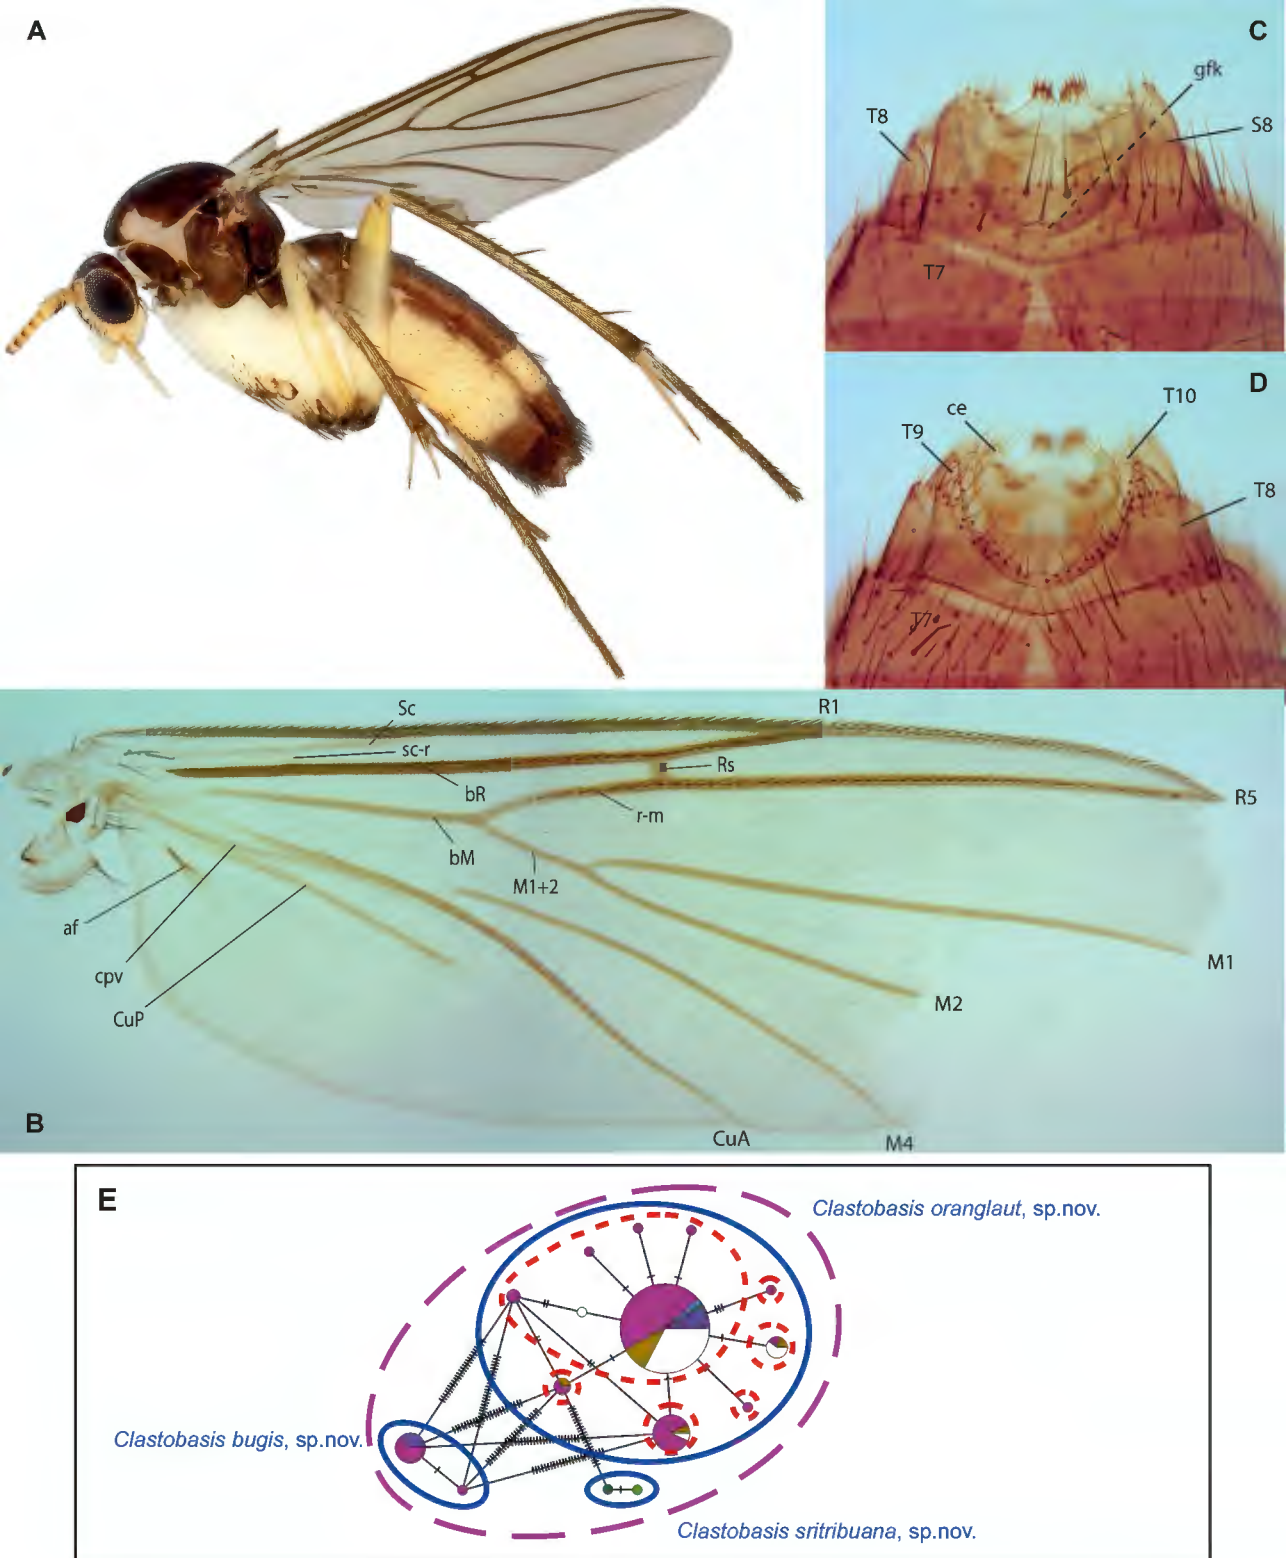 A
C
gfk
T8
S8
T7
D
T10
ce
T9
T8
Sc
R1
sc-r
Rs
bR
R5
r-m
bM
M1+2
af
cpv
M1
CuP
M2
B
CuA
M4
E
Clastobasis oranglaut, sp.nov.
Clastobasis bugis, sp.nov.
Clastobasis sritribuana, sp.nov.